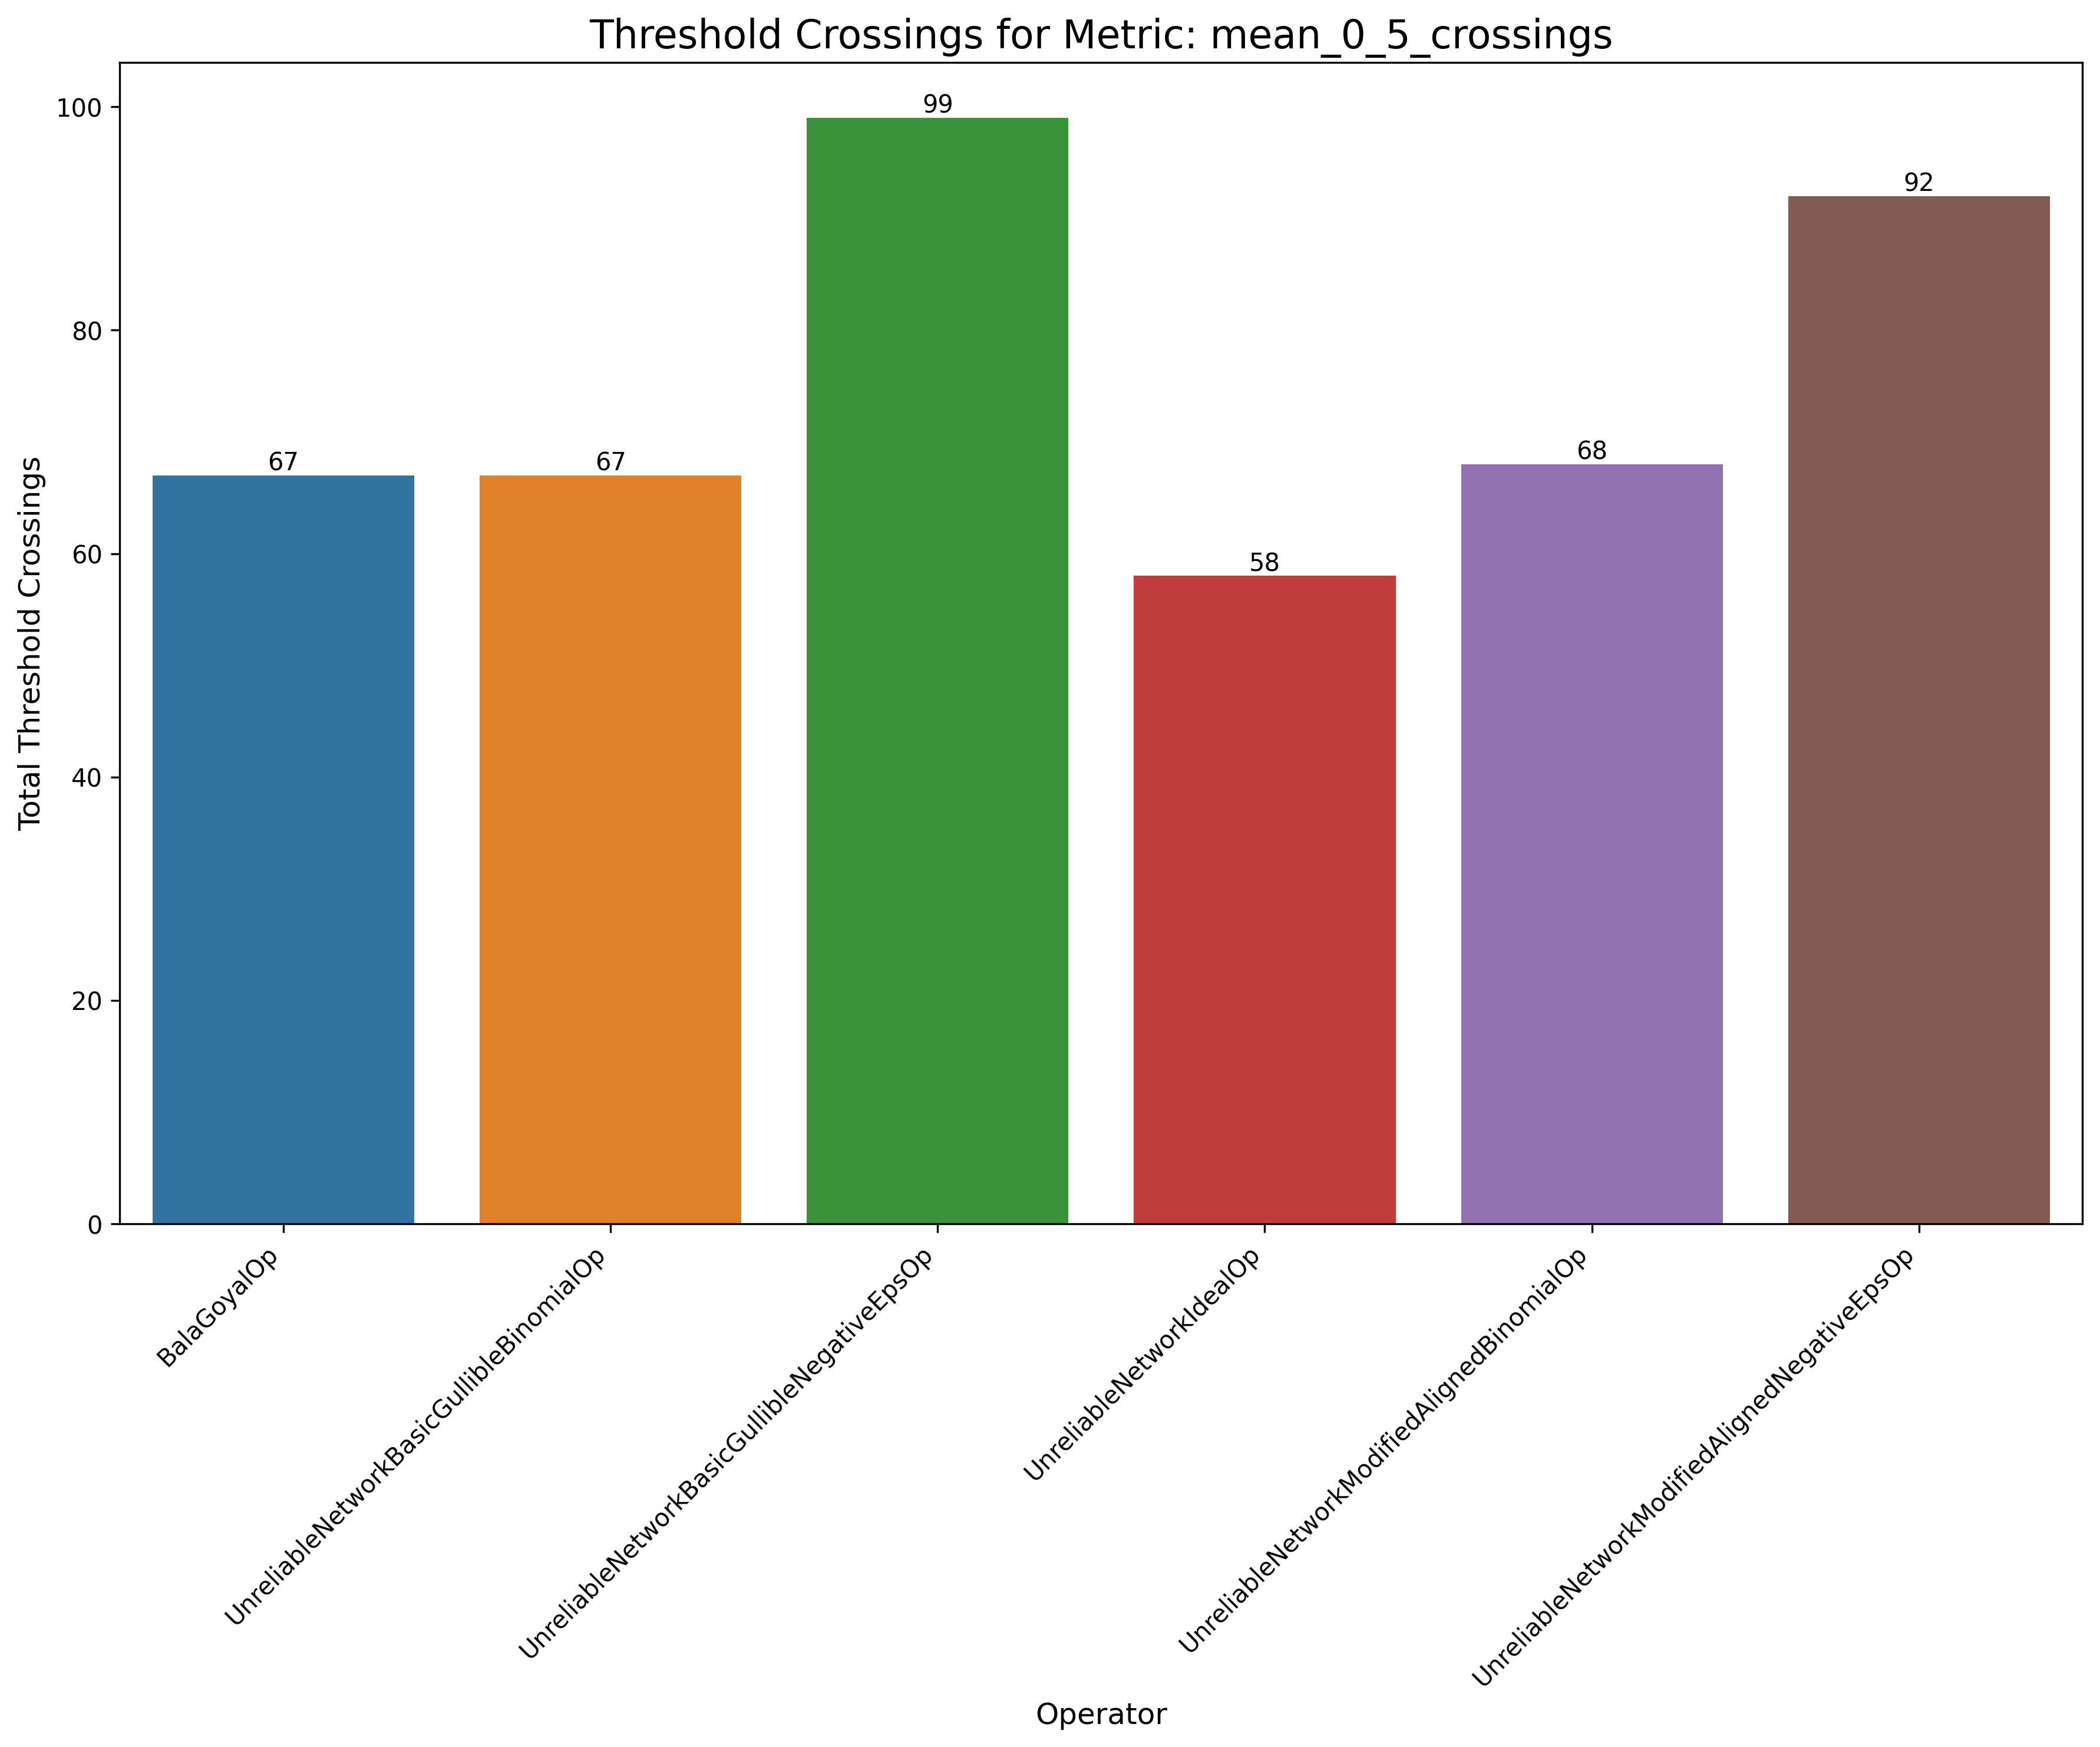 Threshold Crossings for Metric: mean_0_5_crossings
Total Threshold Crossings
100
80
60
40
20
0
67
67
99
58
68
92
BalaGoyalOp
UnreliableNetworkBasicGullibleBinomialOp
UnreliableNetworkBasicGullibleNegativeEpsOp
UnreliableNetworkIdealOp
UnreliableNetworkModifiedAlignedBinomialOp
UnreliableNetworkModifiedAlignedNegativeEpsOp
Operator